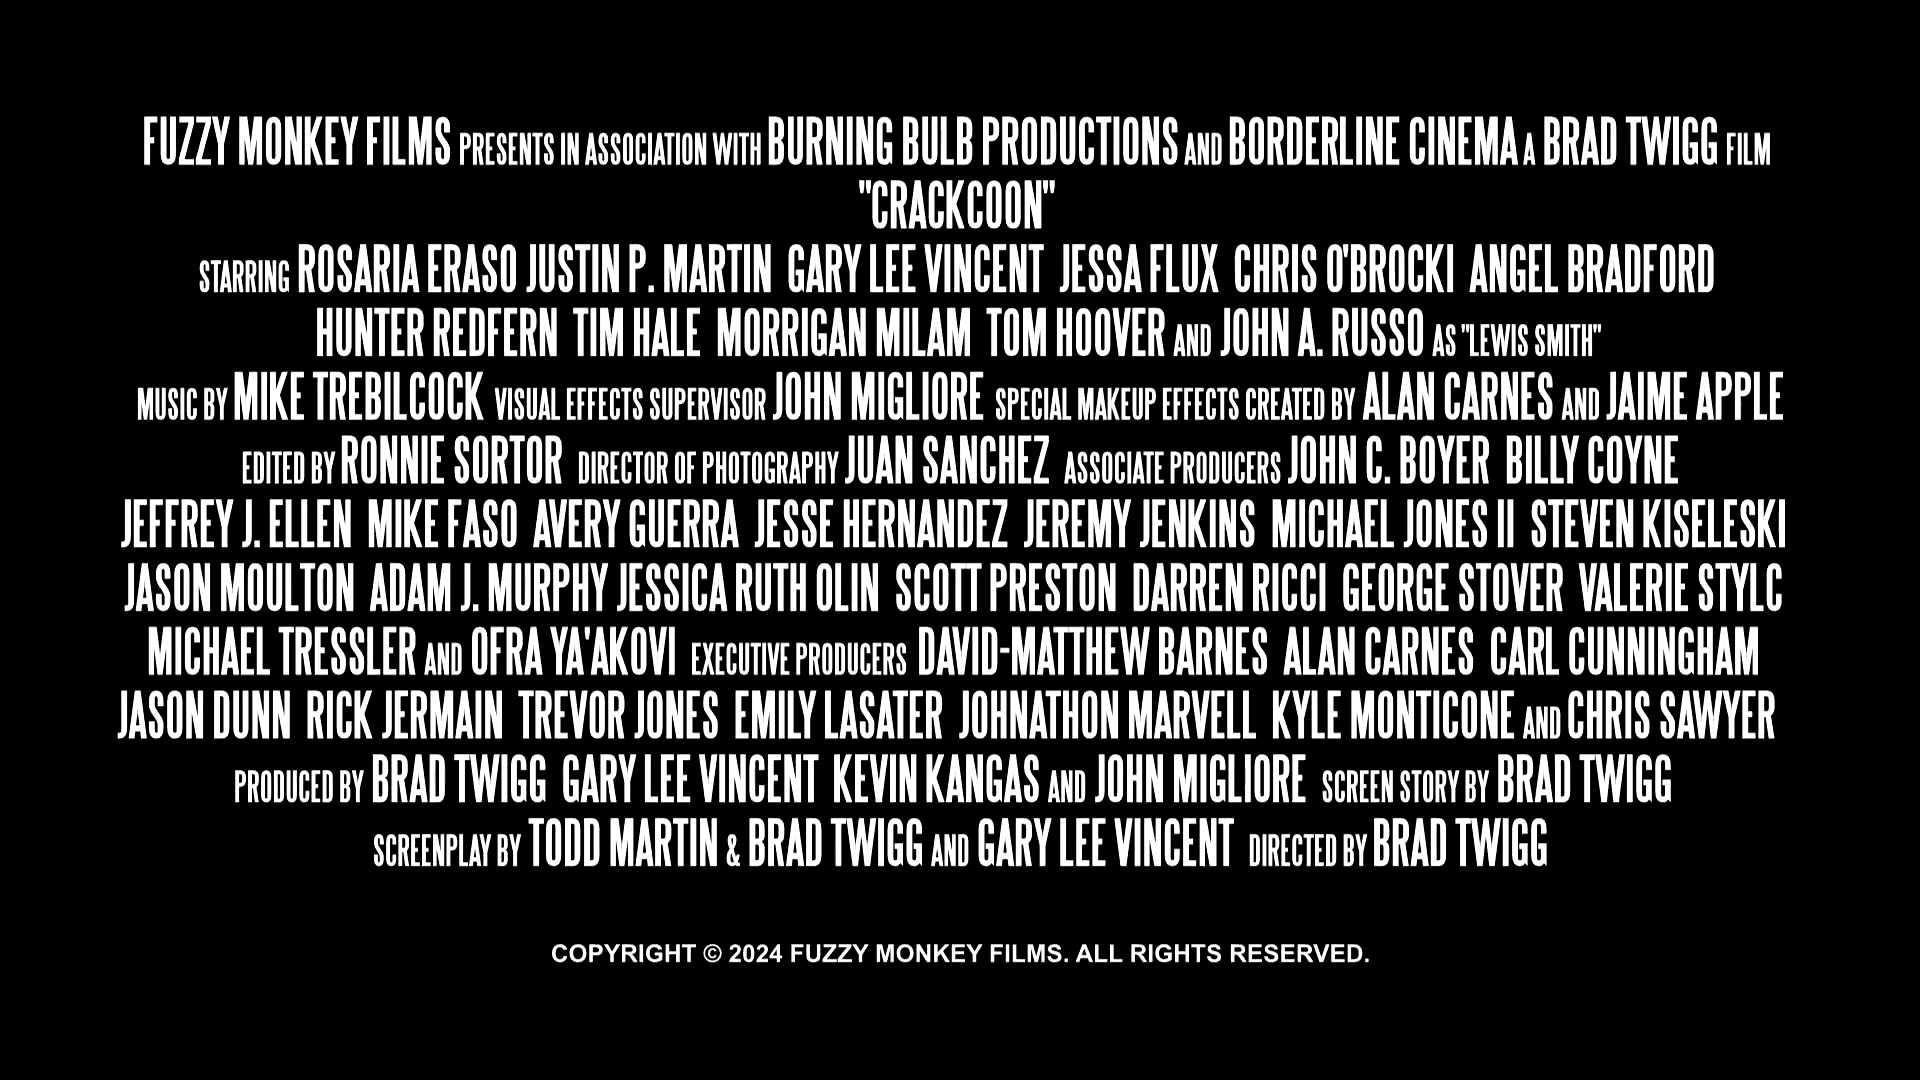 FUZZY MONKEY FILMS PRESENTS IN ASSOCIATION WITH BURNING BULB PRODUCTIONS AND BORDERLINE CINEMA A BRAD TWIGG FILM
"CRACKCOON"
STARRING ROSARIA ERASO JUSTIN P. MARTIN GARY LEE VINCENT JESSA FLUX CHRIS O'BROCKI ANGEL BRADFORD
HUNTER REDFERN TIM HALE MORRIGAN MILAM TOM HOOVER AND JOHN A. RUSSO AS "LEWIS SMITH"
MUSIC BY MIKE TREBILCOCK VISUAL EFFECTS SUPERVISOR JOHN MIGLIORE SPECIAL MAKEUP EFFECTS CREATED BY ALAN CARNES AND JAIME APPLE
EDITED BY RONNIE SORTOR DIRECTOR OF PHOTOGRAPHY JUAN SANCHEZ ASSOCIATE PRODUCERS JOHN C. BOYER BILLY COYNE
JEFFREY J. ELLEN MIKE FASO AVERY GUERRA JESSE HERNANDEZ JEREMY JENKINS MICHAEL JONES II STEVEN KISELESKI
JASON MOULTON ADAM J. MURPHY JESSICA RUTH OLIN SCOTT PRESTON DARREN RICCI GEORGE STOVER VALERIE STYLC
MICHAEL TRESSLER AND OFRA YA'AKOVI EXECUTIVE PRODUCERS DAVID-MATTHEW BARNES ALAN CARNES CARL CUNNINGHAM
JASON DUNN RICK JERMAIN TREVOR JONES EMILY LASATER JOHNATHON MARVELL KYLE MONTICONE AND CHRIS SAWYER
PRODUCED BY BRAD TWIGG GARY LEE VINCENT KEVIN KANGAS AND JOHN MIGLIORE SCREEN STORY BY BRAD TWIGG
SCREENPLAY BY TODD MARTIN & BRAD TWIGG AND GARY LEE VINCENT DIRECTED BY BRAD TWIGG
COPYRIGHT © 2024 FUZZY MONKEY FILMS. ALL RIGHTS RESERVED.